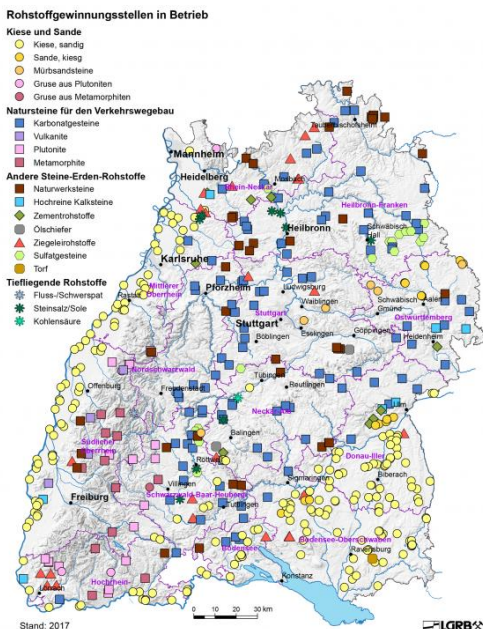 Rohstoffgewinnungsstellen in Betrieb
Kiese und Sande
Kiese, sandig
Sande, kiesg
Mürbsandsteine
Gruse aus Plutoniten
Gruse aus Metamorphiten
Natursteine für den Verkehrswegebau
Karbonatgesteine
Vulkanite
Plutonite
Metamorphite
Andere Steine-Erden-Rohstoffe
Naturwerksteine
Hochreine Kalksteine
Zementrohstoffe
Ölschiefer
Ziegeleirohstoffe
Sulfatgesteine
Torf
Tiefliegende Rohstoffe
Fluss-/Schwerspat
Steinsalz/Sole
Kohlensäure
Tauberbischofsheim
Mannheim
Heidelberg
Mosbach
Rhein-Neckar
Heilbronn-Franken
Heilbronn
Schwäbisch
Hall
Karlsruhe
Mittlerer
Oberrhein
Rastatt
Pforzheim
Ludwigsburg
Waiblingen
Schwäbisch
Gmünd
Aalen
Ostwürttemberg
Stuttgart
Stuttgart
Esslingen
Göppingen
Heidenheim
Böblingen
Nordschwarzwald
Offenburg
Freudenstadt
Tübingen
Reutlingen
Neckar-Alb
Ulm
Südlicher
Oberrhein
Balingen
Rottweil
Donau-Iller
Biberach
Villingen
Sigmaringen
Freiburg
Schwarzwald-Baar-Heuberg
Tuttlingen
Bodensee-Oberschwaben
Ravensburg
Bodensee
Hochrhein-
Konstanz
Lörrach
0 10 20 30 km
Stand: 2017
LGRB